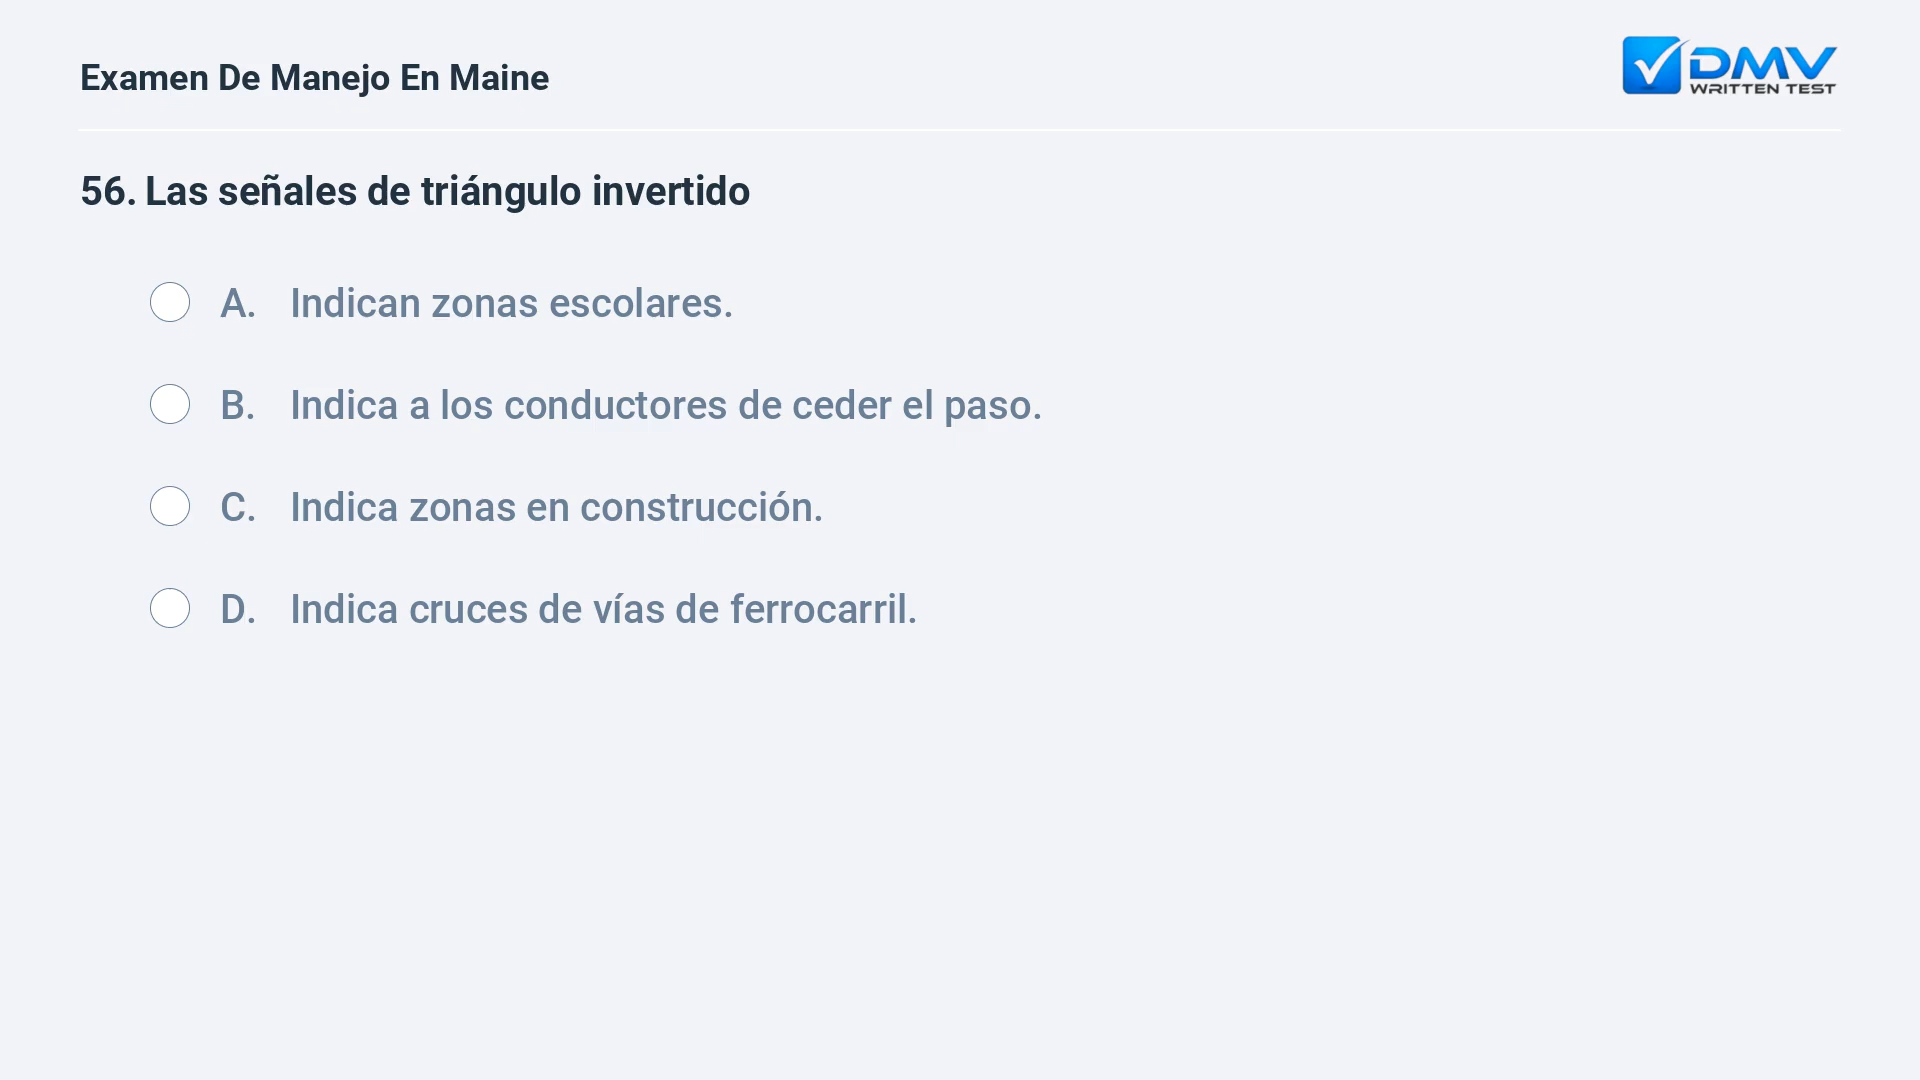 Examen De Manejo En Maine
DMV
WRITTEN TEST
56. Las señales de triángulo invertido
A. Indican zonas escolares.
B. Indica a los conductores de ceder el paso.
C. Indica zonas en construcción.
D. Indica cruces de vías de ferrocarril.